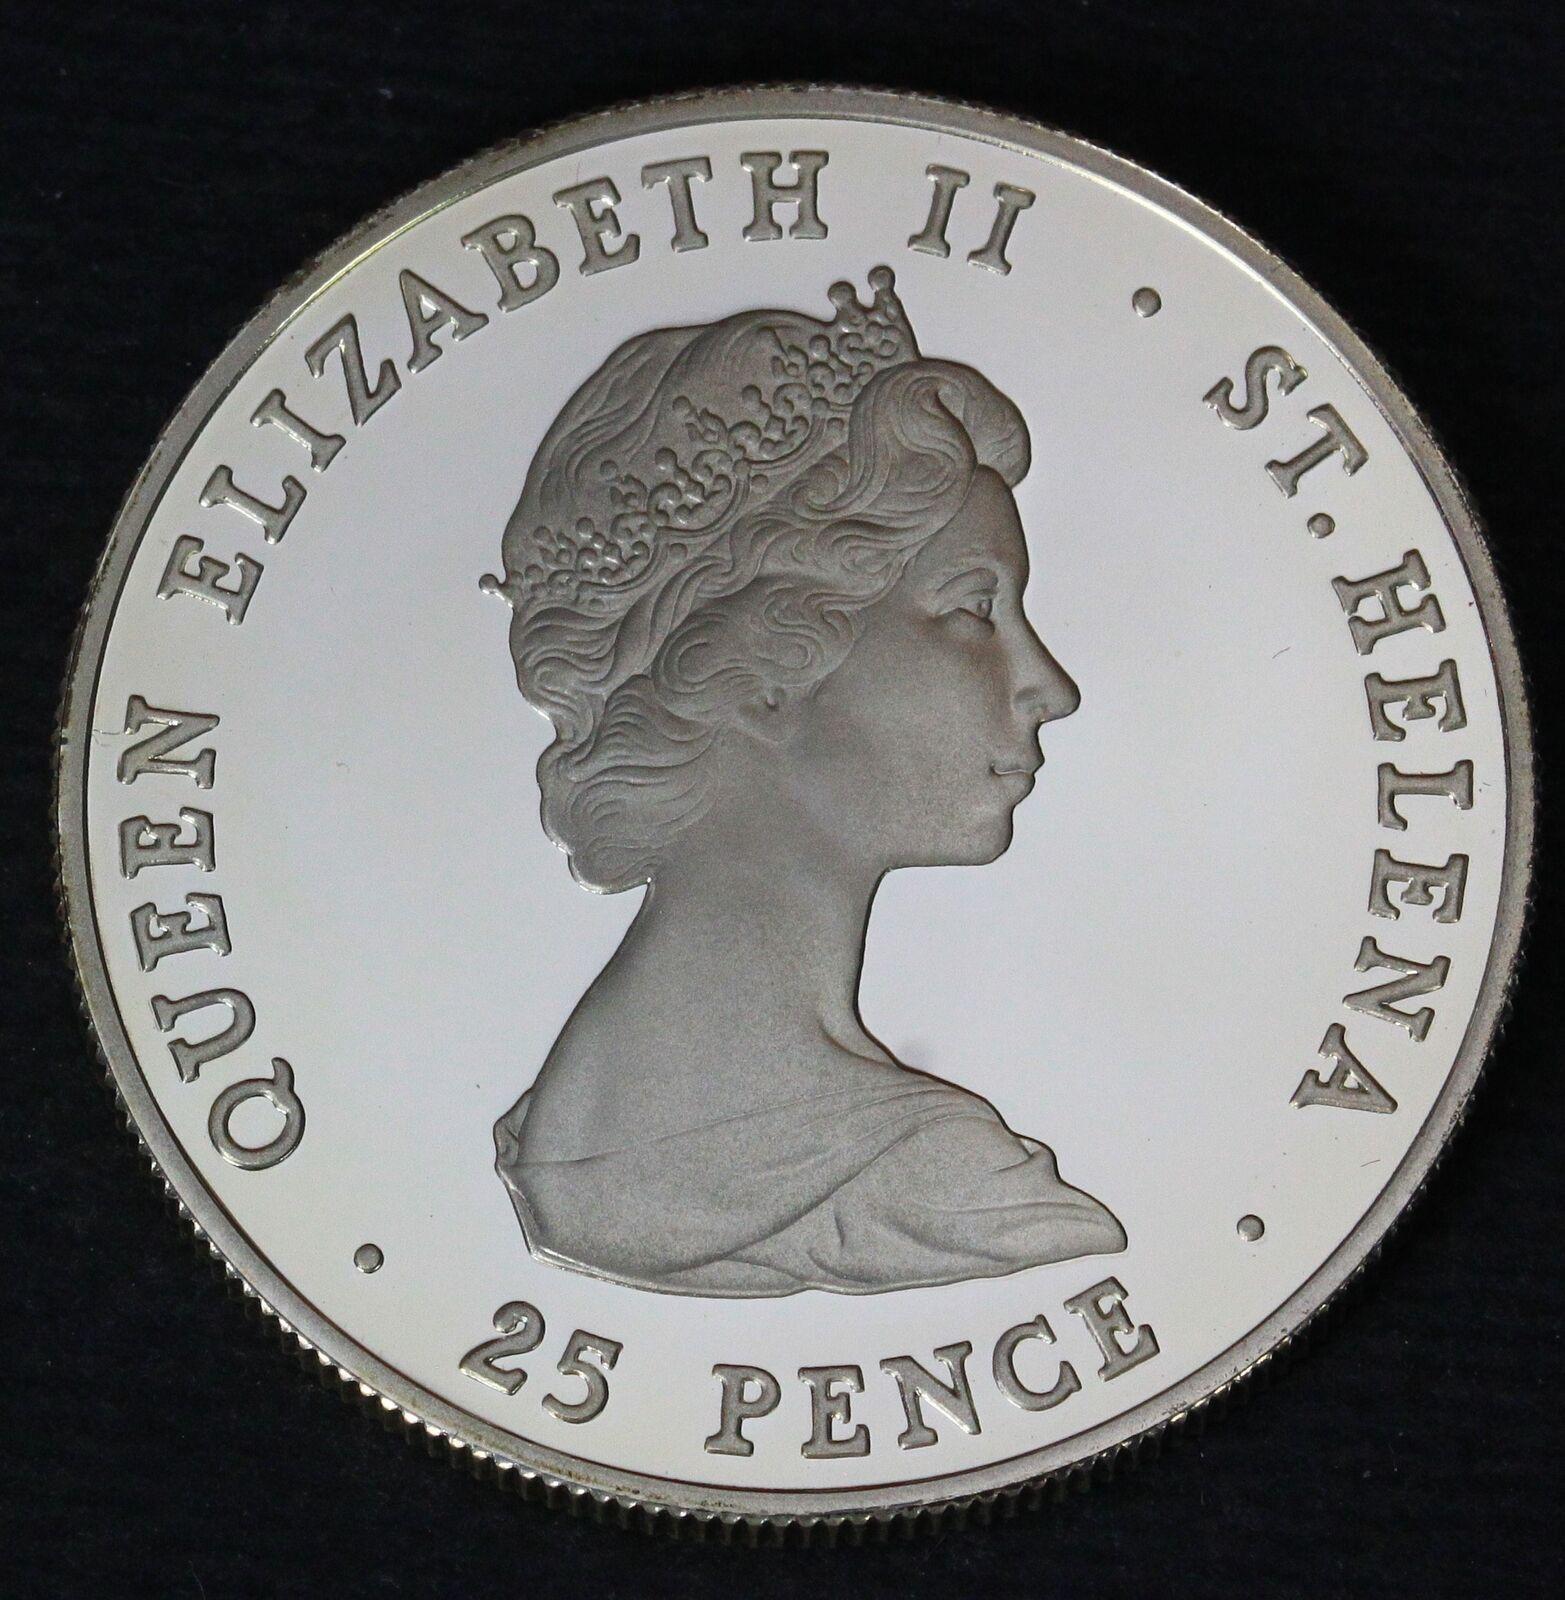 QUEEN ELIZABETH II · ST. HELENA ·
25 PENCE ·